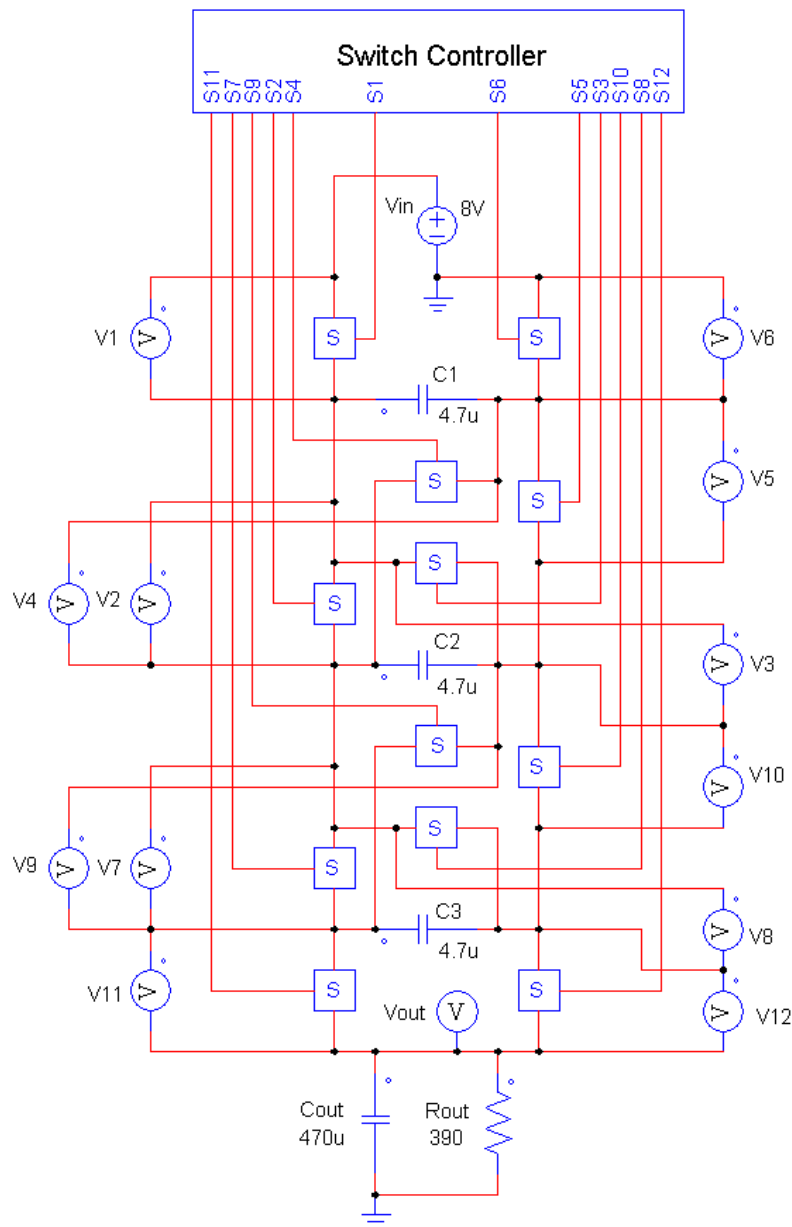 Switch Controller
S11 S7 S9 S2 S4 S1 S6 S5 S3 S10 S8 S12
Vin 8V
V1 S S V6
C1
4.7u
S V5
S
S
V4 V2 S
C2 V3
4.7u
S
S V10
S
V9 V7 S
C3 V8
4.7u
V11 S S
Vout V V12
Cout Rout
470u 390